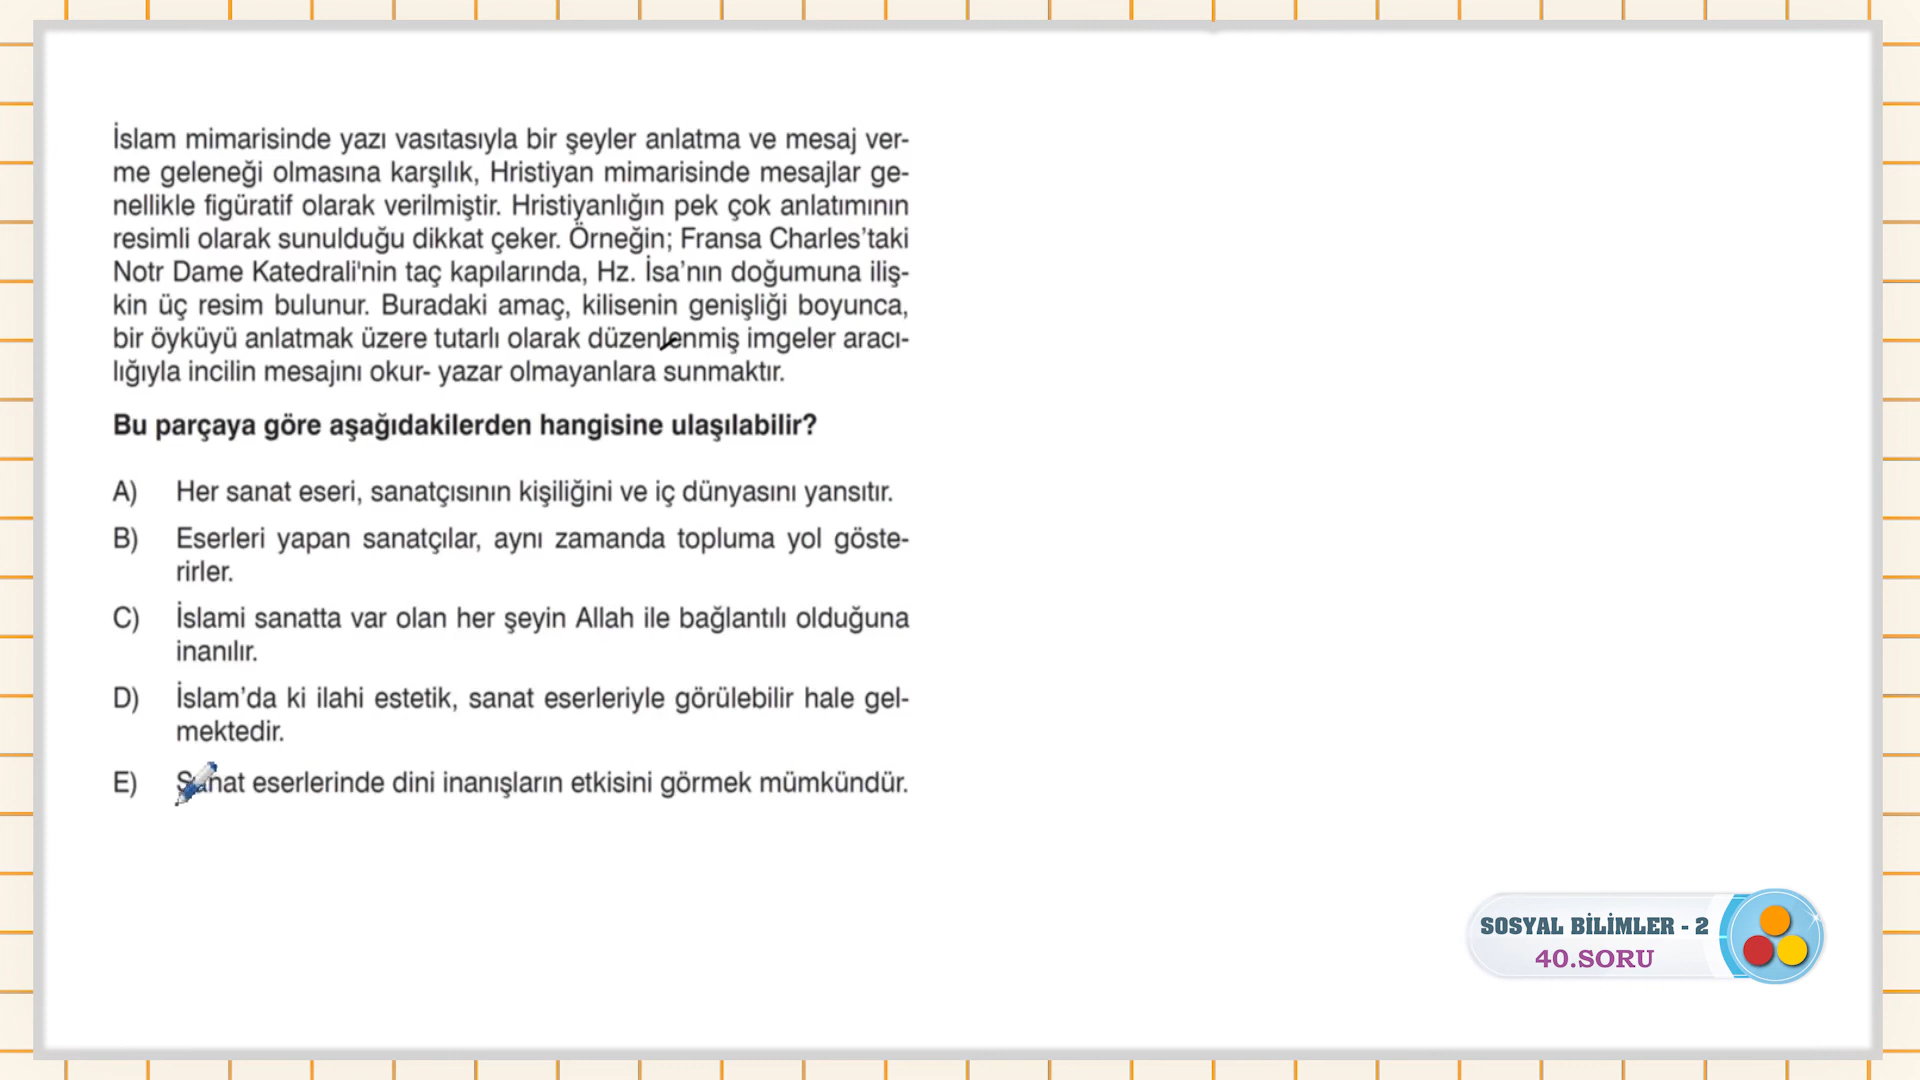 İslam mimarisinde yazı vasıtasıyla bir şeyler anlatma ve mesaj ver-
me geleneği olmasına karşılık, Hristiyan mimarisinde mesajlar ge-
nellikle figüratif olarak verilmiştir. Hristiyanlığın pek çok anlatımının
resimli olarak sunulduğu dikkat çeker. Örneğin; Fransa Charles'taki
Notr Dame Katedrali'nin taç kapılarında, Hz. İsa'nın doğumuna iliş-
kin üç resim bulunur. Buradaki amaç, kilisenin genişliği boyunca,
bir öyküyü anlatmak üzere tutarlı olarak düzenlenmiş imgeler aracı-
lığıyla incilin mesajını okur- yazar olmayanlara sunmaktır.
Bu parçaya göre aşağıdakilerden hangisine ulaşılabilir?
A) Her sanat eseri, sanatçısının kişiliğini ve iç dünyasını yansıtır.
B) Eserleri yapan sanatçılar, aynı zamanda topluma yol göste-
rirler.
C) İslami sanatta var olan her şeyin Allah ile bağlantılı olduğuna
inanılır.
D) İslam'da ki ilahi estetik, sanat eserleriyle görülebilir hale gel-
mektedir.
E) Sanat eserlerinde dini inanışların etkisini görmek mümkündür.
SOSYAL BİLİMLER - 2
40.SORU